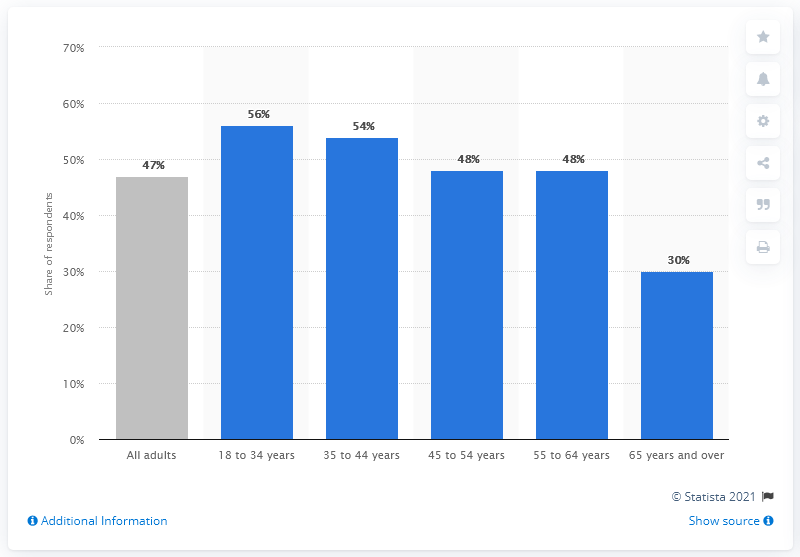 70%
60%
50%
40%
30%
20%
10%
0%
Share of respondents
47%
56%
54%
48%
48%
30%
All adults
18 to 34 years
35 to 44 years
45 to 54 years
55 to 64 years
65 years and over
© Statista 2021
Additional Information
Show source